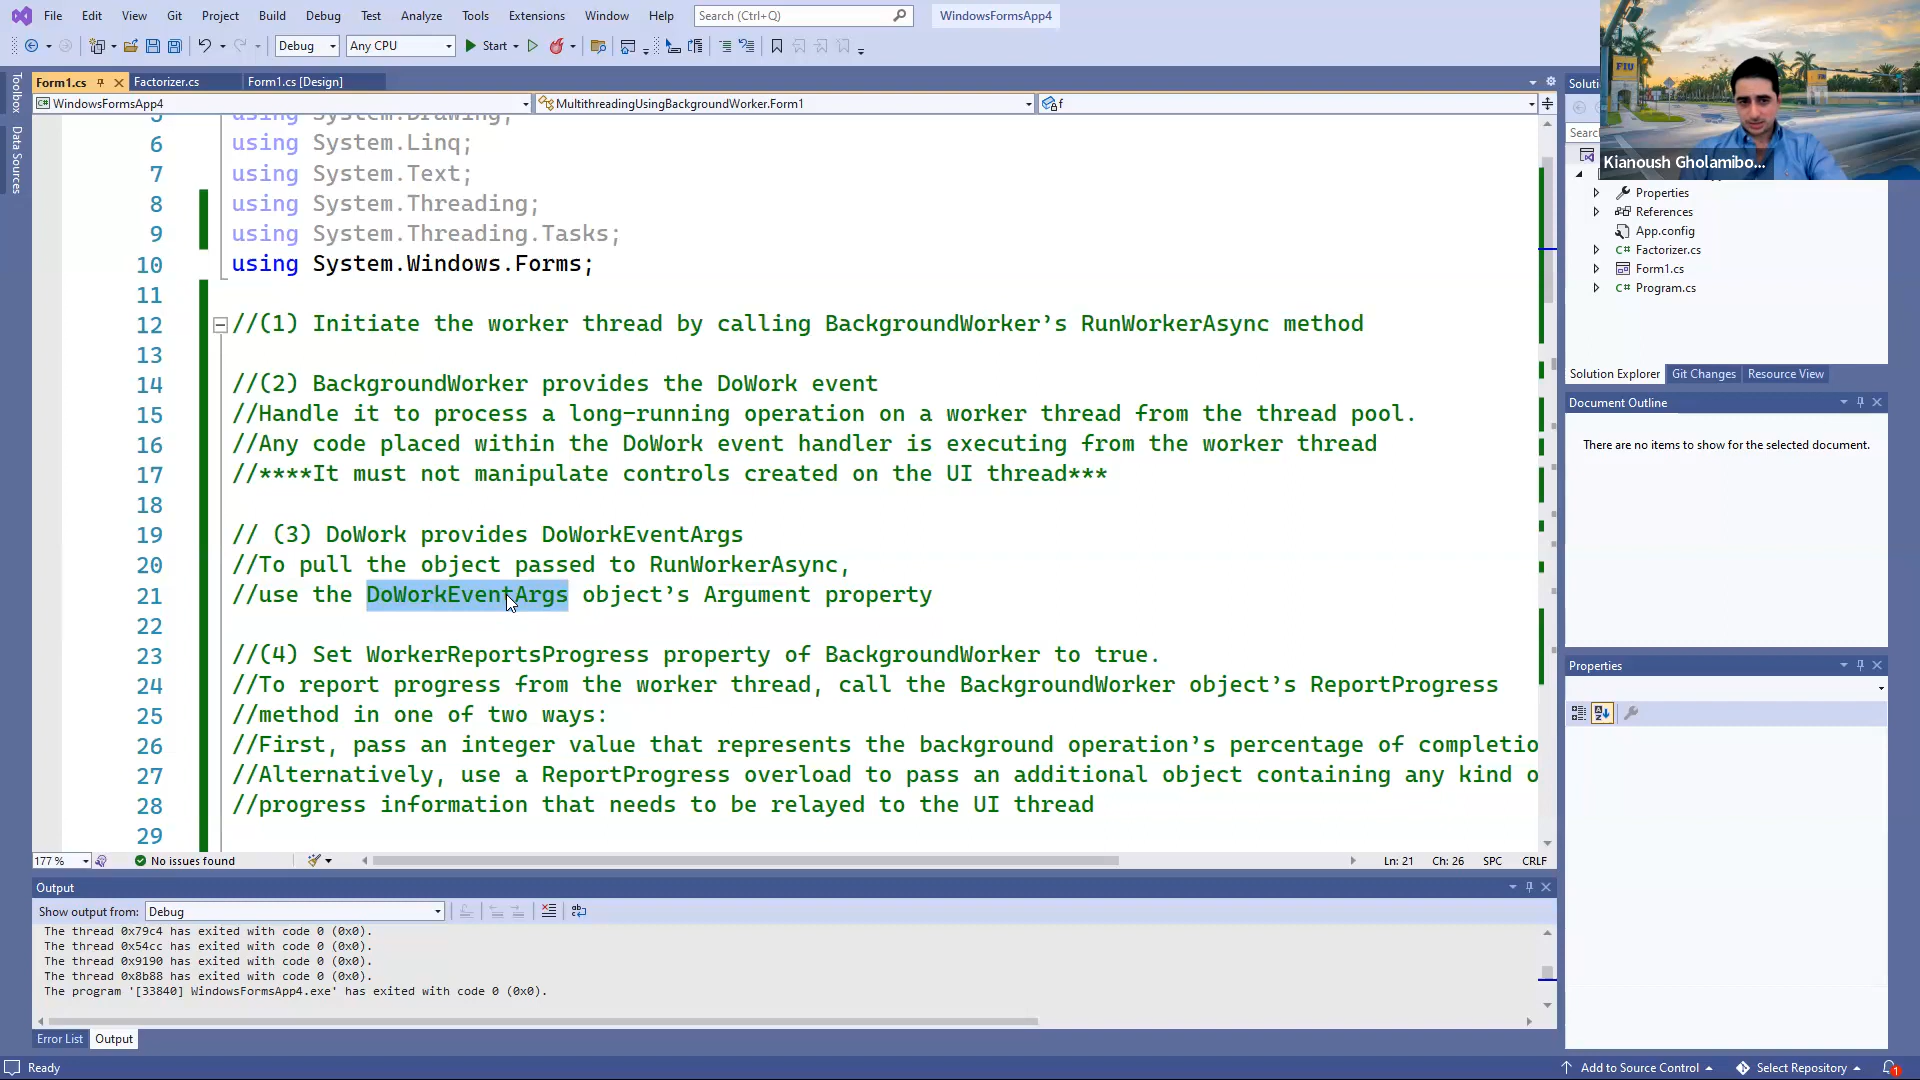 File Edit View Git Project Build Debug Test Analyze Tools Extensions Window Help Search (Ctrl+Q) WindowsFormsApp4
Debug Any CPU Start
Form1.cs Factorizer.cs Form1.cs [Design]
WindowsFormsApp4 MultithreadingUsingBackgroundWorker.Form1 f
Toolbox
Data Sources
5 using System.Drawing;
6 using System.Linq;
7 using System.Text;
8 using System.Threading;
9 using System.Threading.Tasks;
10 using System.Windows.Forms;
11
12 //(1) Initiate the worker thread by calling BackgroundWorker's RunWorkerAsync method
13
14 //(2) BackgroundWorker provides the DoWork event
15 //Handle it to process a long-running operation on a worker thread from the thread pool.
16 //Any code placed within the DoWork event handler is executing from the worker thread
17 //****It must not manipulate controls created on the UI thread***
18
19 // (3) DoWork provides DoWorkEventArgs
20 //To pull the object passed to RunWorkerAsync,
21 //use the DoWorkEventArgs object's Argument property
22
23 //(4) Set WorkerReportsProgress property of BackgroundWorker to true.
24 //To report progress from the worker thread, call the BackgroundWorker object's ReportProgress
25 //method in one of two ways:
26 //First, pass an integer value that represents the background operation's percentage of completio
27 //Alternatively, use a ReportProgress overload to pass an additional object containing any kind o
28 //progress information that needs to be relayed to the UI thread
29
177 % No issues found Ln: 21 Ch: 26 SPC CRLF
Output
Show output from: Debug
The thread 0x79c4 has exited with code 0 (0x0).
The thread 0x54cc has exited with code 0 (0x0).
The thread 0x9190 has exited with code 0 (0x0).
The thread 0x8b88 has exited with code 0 (0x0).
The program '[33840] WindowsFormsApp4.exe' has exited with code 0 (0x0).
Error List Output
Ready
Add to Source Control Select Repository 1
FIU
Kianoush Gholamibo...
Soluti
Searc
Properties
References
App.config
C# Factorizer.cs
Form1.cs
C# Program.cs
Solution Explorer Git Changes Resource View
Document Outline
There are no items to show for the selected document.
Properties